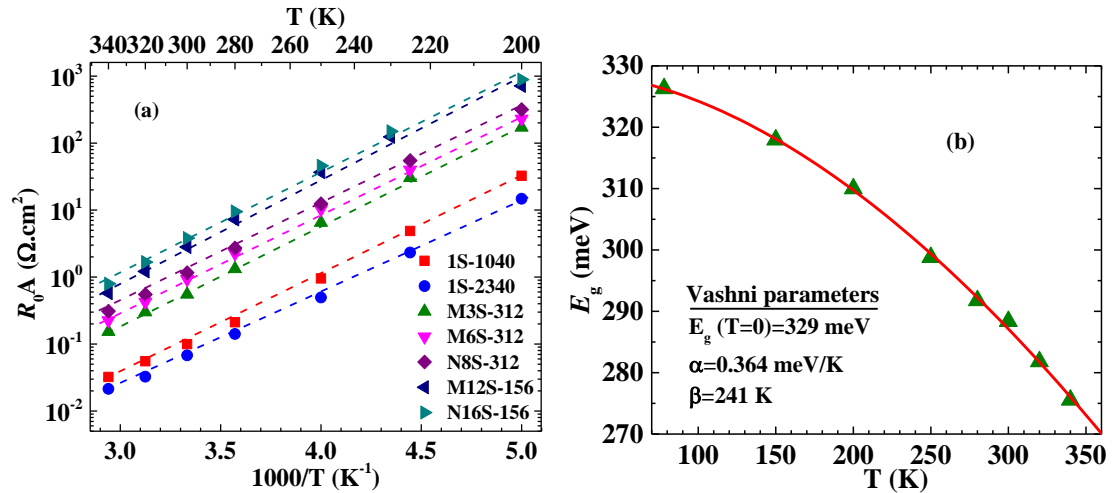 T (K)
340 320 300 280 260 240 220 200
10³
10²
10¹
10⁰
10⁻¹
10⁻²
R₀A (Ω.cm²)
(a)
1S-1040
1S-2340
M3S-312
M6S-312
N8S-312
M12S-156
N16S-156
3.0 3.5 4.0 4.5 5.0
1000/T (K⁻¹)
330
320
310
300
290
280
270
E_g (meV)
(b)
Vashni parameters
E_g (T=0)=329 meV
α=0.364 meV/K
β=241 K
100 150 200 250 300 350
T (K)